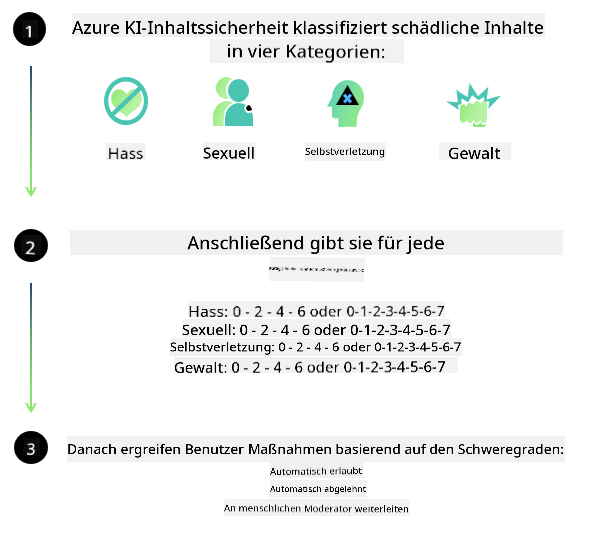 1
Azure KI-Inhaltssicherheit klassifiziert schädliche Inhalte
in vier Kategorien:
Hass
Sexuell
Selbstverletzung
Gewalt
2
Anschließend gibt sie für jede
Hass: 0 - 2 - 4 - 6 oder 0-1-2-3-4-5-6-7
Sexuell: 0 - 2 - 4 - 6 oder 0-1-2-3-4-5-6-7
Selbstverletzung: 0 - 2 - 4 - 6 oder 0-1-2-3-4-5-6-7
Gewalt: 0 - 2 - 4 - 6 oder 0-1-2-3-4-5-6-7
3
Danach ergreifen Benutzer Maßnahmen basierend auf den Schweregraden:
Automatisch erlaubt
Automatisch abgelehnt
An menschlichen Moderator weiterleiten